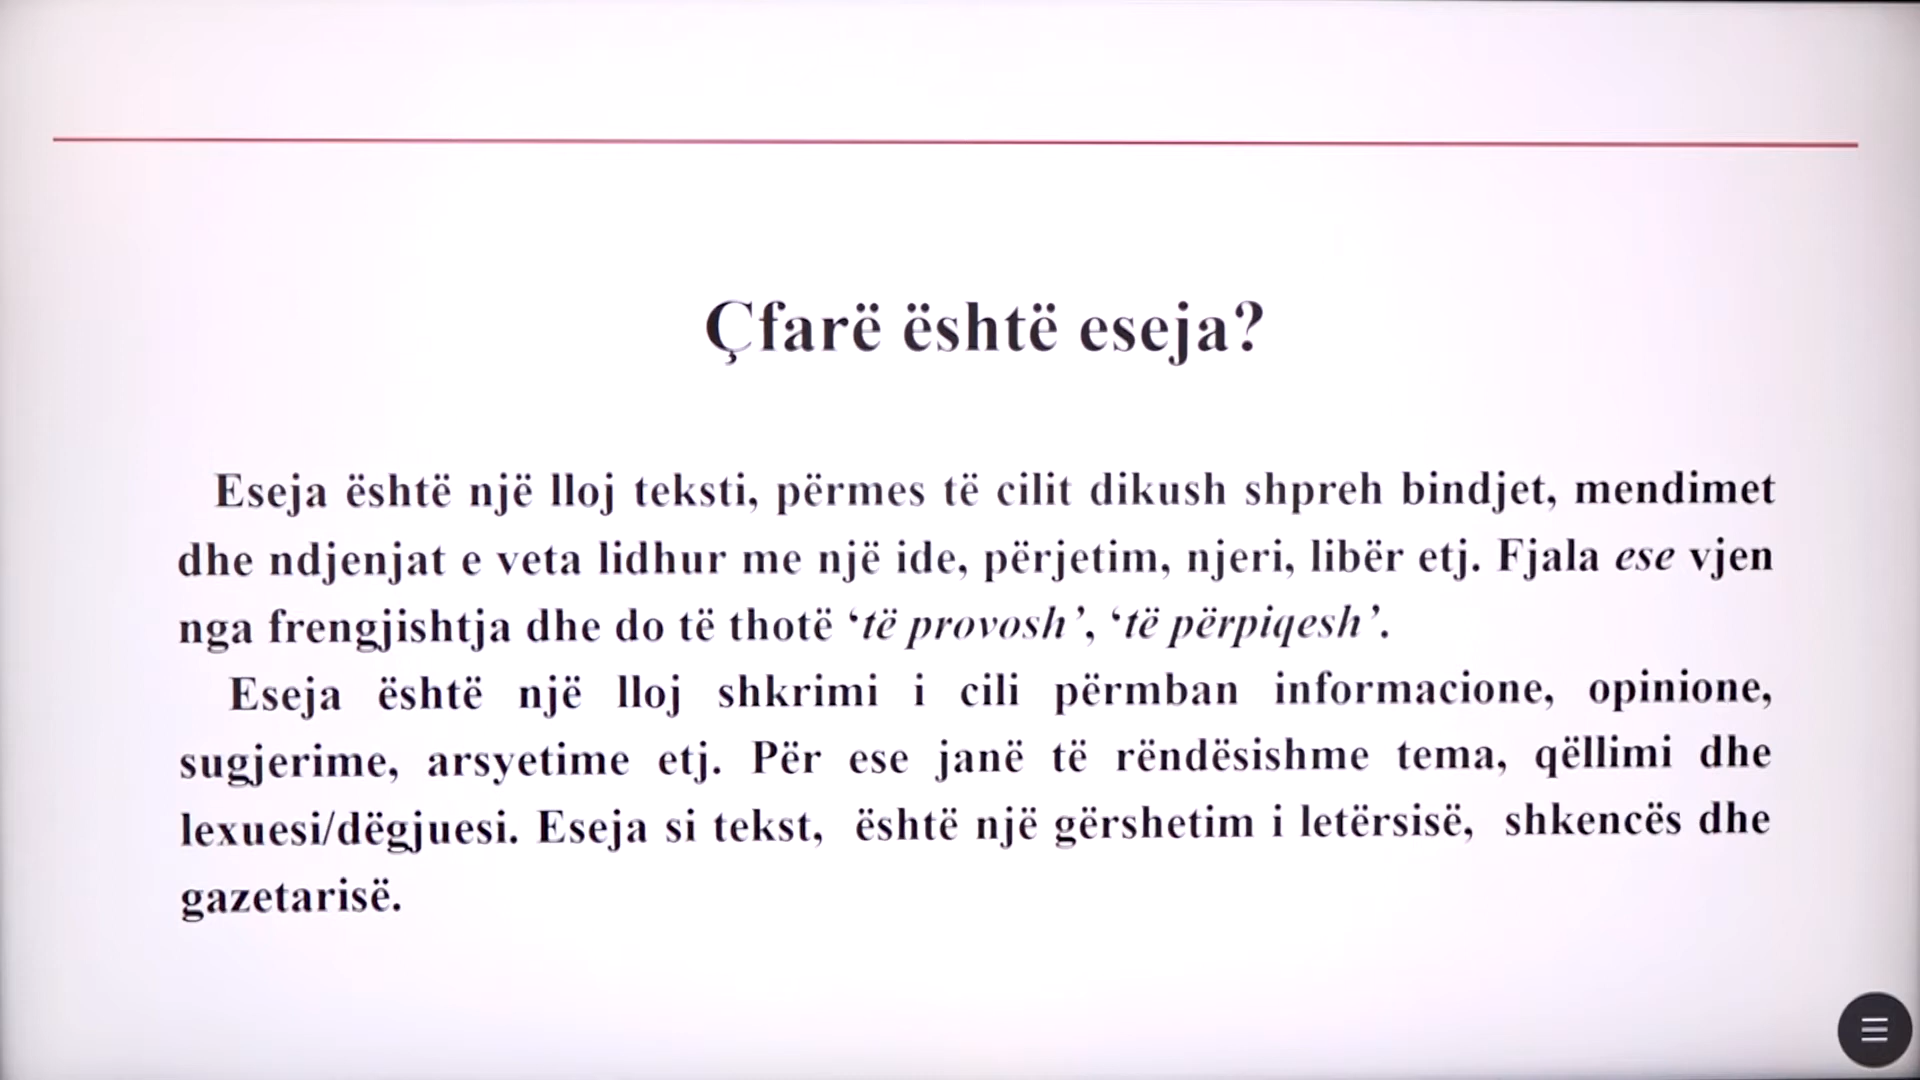 Çfarë është eseja?
Eseja është një lloj teksti, përmes të cilit dikush shpreh bindjet, mendimet
dhe ndjenjat e veta lidhur me një ide, përjetim, njeri, libër etj. Fjala ese vjen
nga frengjishtja dhe do të thotë ‘të provosh’, ‘të përpiqesh’.
Eseja është një lloj shkrimi i cili përmban informacione, opinione,
sugjerime, arsyetime etj. Për ese janë të rëndësishme tema, qëllimi dhe
lexuesi/dëgjuesi. Eseja si tekst, është një gërshetim i letërsisë, shkencës dhe
gazetarisë.